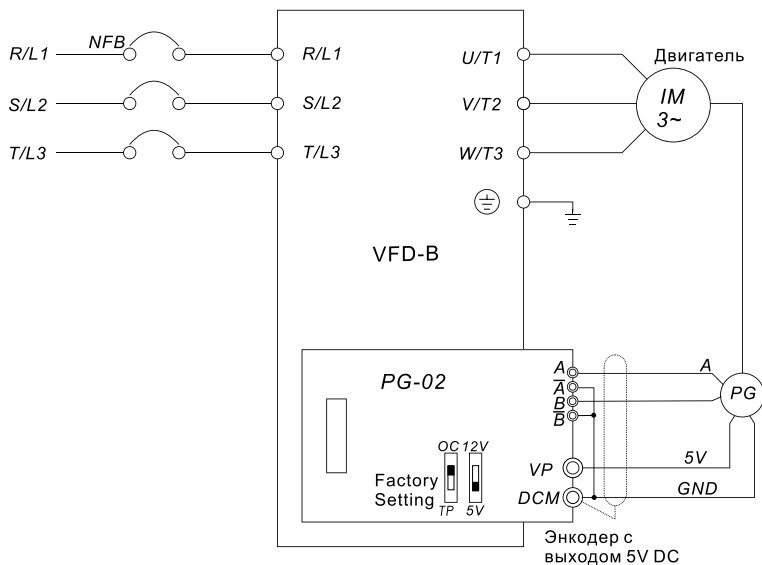 R/L1 NFB R/L1 U/T1 Двигатель
S/L2 S/L2 V/T2 IM
3~
T/L3 T/L3 W/T3
VFD-B
PG-02
A
A̅
B
B̅
A
PG
OC 12V
VP 5V
Factory
Setting
TP 5V
DCM GND
Энкодер с
выходом 5V DC